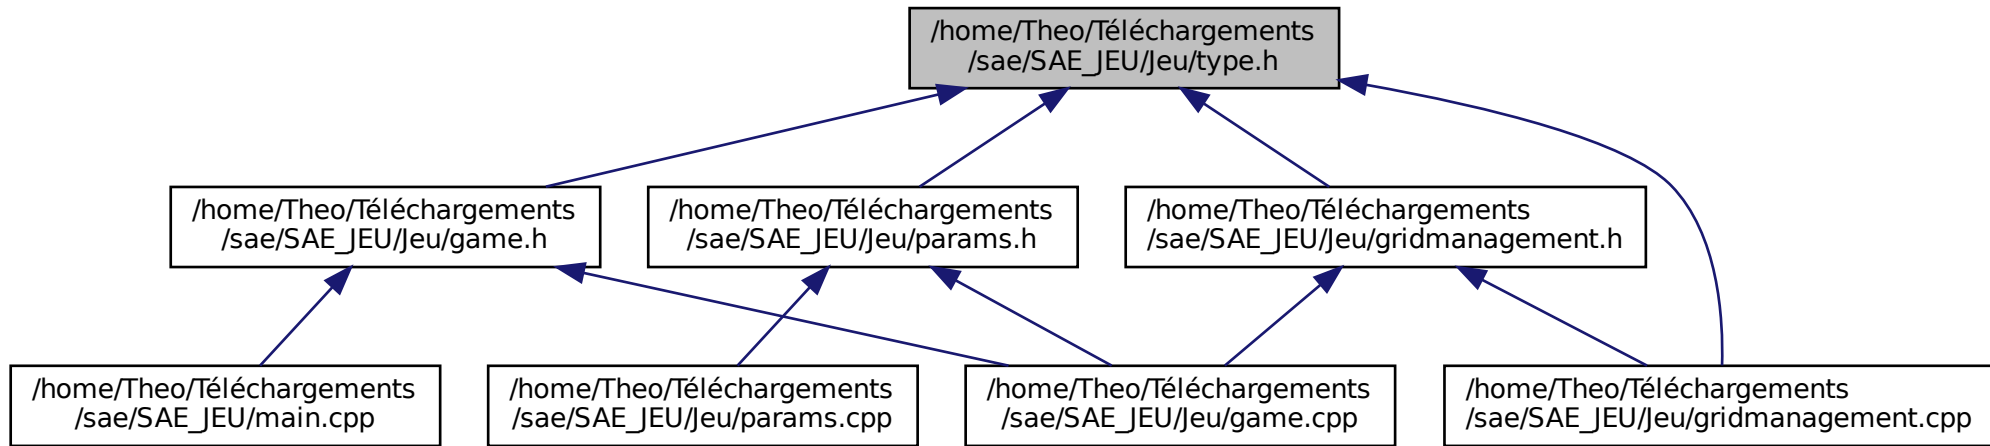 /home/Theo/Téléchargements
/sae/SAE_JEU/Jeu/type.h
/home/Theo/Téléchargements
/sae/SAE_JEU/Jeu/game.h
/home/Theo/Téléchargements
/sae/SAE_JEU/Jeu/params.h
/home/Theo/Téléchargements
/sae/SAE_JEU/Jeu/gridmanagement.h
/home/Theo/Téléchargements
/sae/SAE_JEU/main.cpp
/home/Theo/Téléchargements
/sae/SAE_JEU/Jeu/params.cpp
/home/Theo/Téléchargements
/sae/SAE_JEU/Jeu/game.cpp
/home/Theo/Téléchargements
/sae/SAE_JEU/Jeu/gridmanagement.cpp